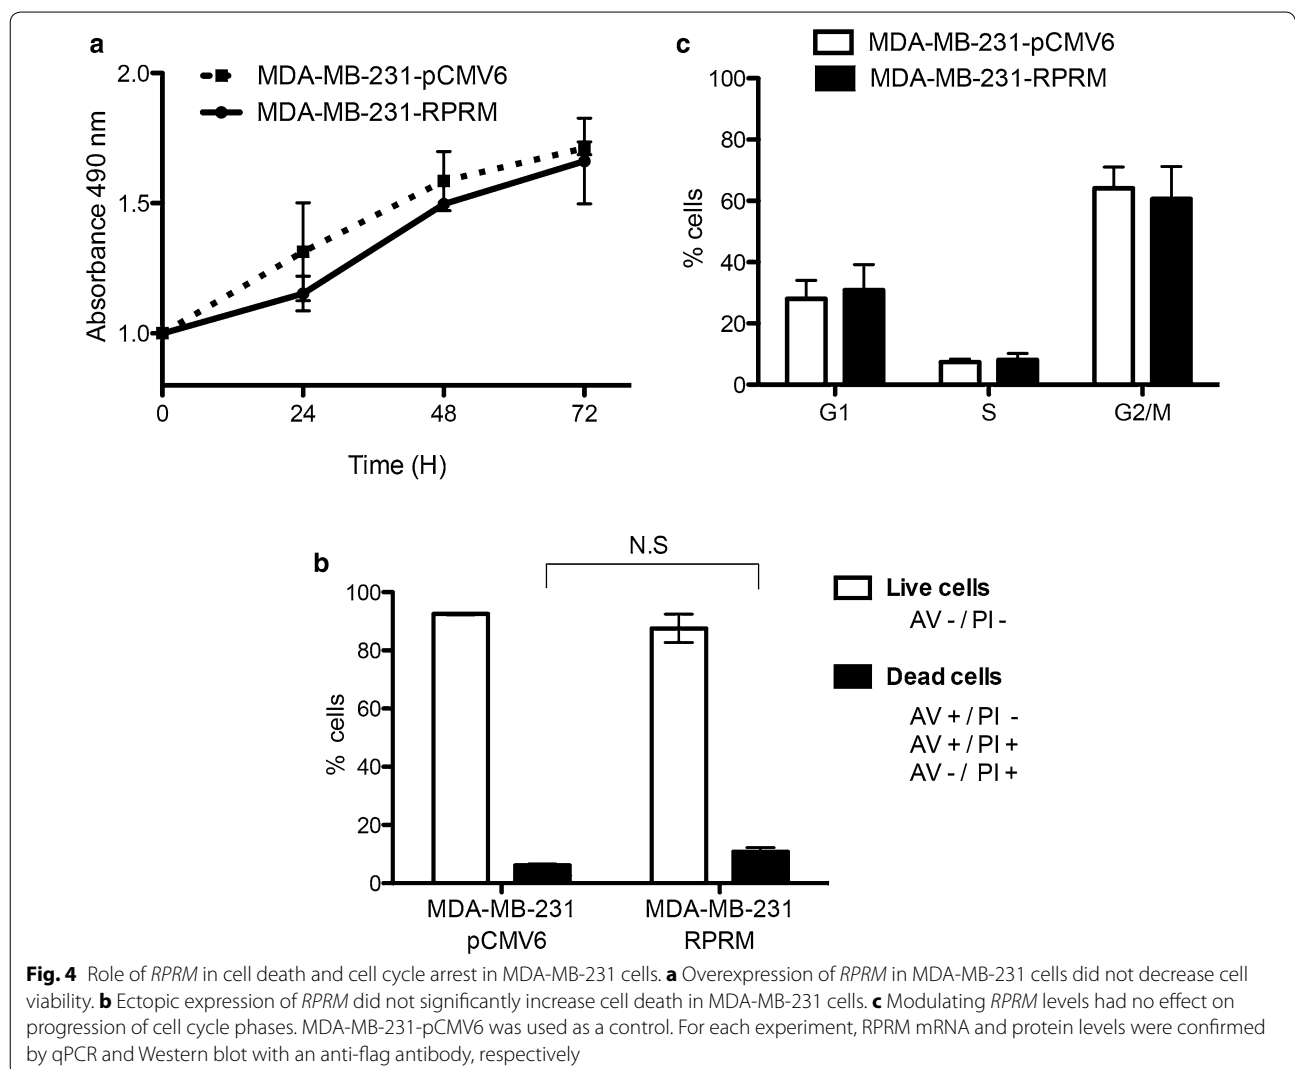 a
MDA-MB-231-pCMV6
MDA-MB-231-RPRM
2.0
1.5
1.0
Absorbance 490 nm
0 24 48 72
Time (H)
c
MDA-MB-231-pCMV6
MDA-MB-231-RPRM
100
80
60
40
20
0
% cells
G1 S G2/M
b
N.S
100
80
60
40
20
0
% cells
MDA-MB-231 MDA-MB-231
pCMV6 RPRM
Live cells
AV - / PI -
Dead cells
AV + / PI -
AV + / PI +
AV - / PI +
Fig. 4 Role of RPRM in cell death and cell cycle arrest in MDA-MB-231 cells. a Overexpression of RPRM in MDA-MB-231 cells did not decrease cell
viability. b Ectopic expression of RPRM did not significantly increase cell death in MDA-MB-231 cells. c Modulating RPRM levels had no effect on
progression of cell cycle phases. MDA-MB-231-pCMV6 was used as a control. For each experiment, RPRM mRNA and protein levels were confirmed
by qPCR and Western blot with an anti-flag antibody, respectively